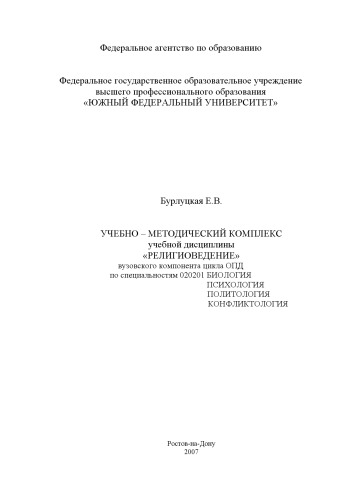 Федеральное агентство по образованию
Федеральное государственное образовательное учреждение
высшего профессионального образования
«ЮЖНЫЙ ФЕДЕРАЛЬНЫЙ УНИВЕРСИТЕТ»
Бурлуцкая Е.В.
УЧЕБНО – МЕТОДИЧЕСКИЙ КОМПЛЕКС
учебной дисциплины
«РЕЛИГИОВЕДЕНИЕ»
вузовского компонента цикла ОПД
по специальностям 020201 БИОЛОГИЯ
ПСИХОЛОГИЯ
ПОЛИТОЛОГИЯ
КОНФЛИКТОЛОГИЯ
Ростов-на-Дону
2007